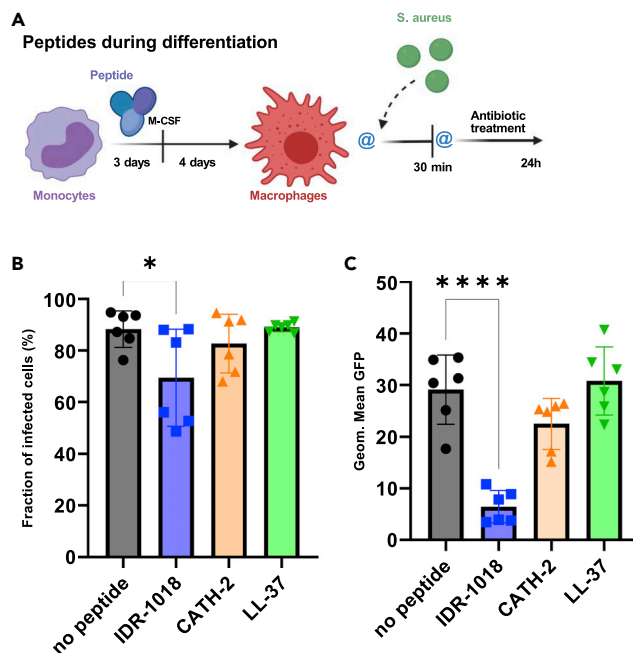 A
Peptides during differentiation
S. aureus
Peptide
M-CSF
@
@
Antibiotic
treatment
3 days
4 days
30 min
24h
Monocytes
Macrophages
B
*
Fraction of infected cells (%)
100
80
60
40
20
0
no peptide
IDR-1018
CATH-2
LL-37
C
****
Geom. Mean GFP
50
40
30
20
10
0
no peptide
IDR-1018
CATH-2
LL-37